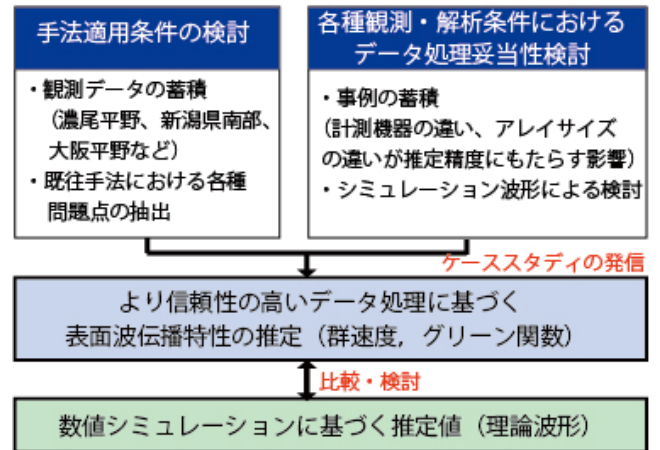 手法適用条件の検討
・観測データの蓄積
（濃尾平野、新潟県南部、
大阪平野など）
・既往手法における各種
問題点の抽出
各種観測・解析条件における
データ処理妥当性検討
・事例の蓄積
（計測機器の違い、アレイサイズ
の違いが推定精度にもたらす影響）
・シミュレーション波形による検討
ケーススタディの発信
より信頼性の高いデータ処理に基づく
表面波伝播特性の推定（群速度，グリーン関数）
比較・検討
数値シミュレーションに基づく推定値（理論波形）